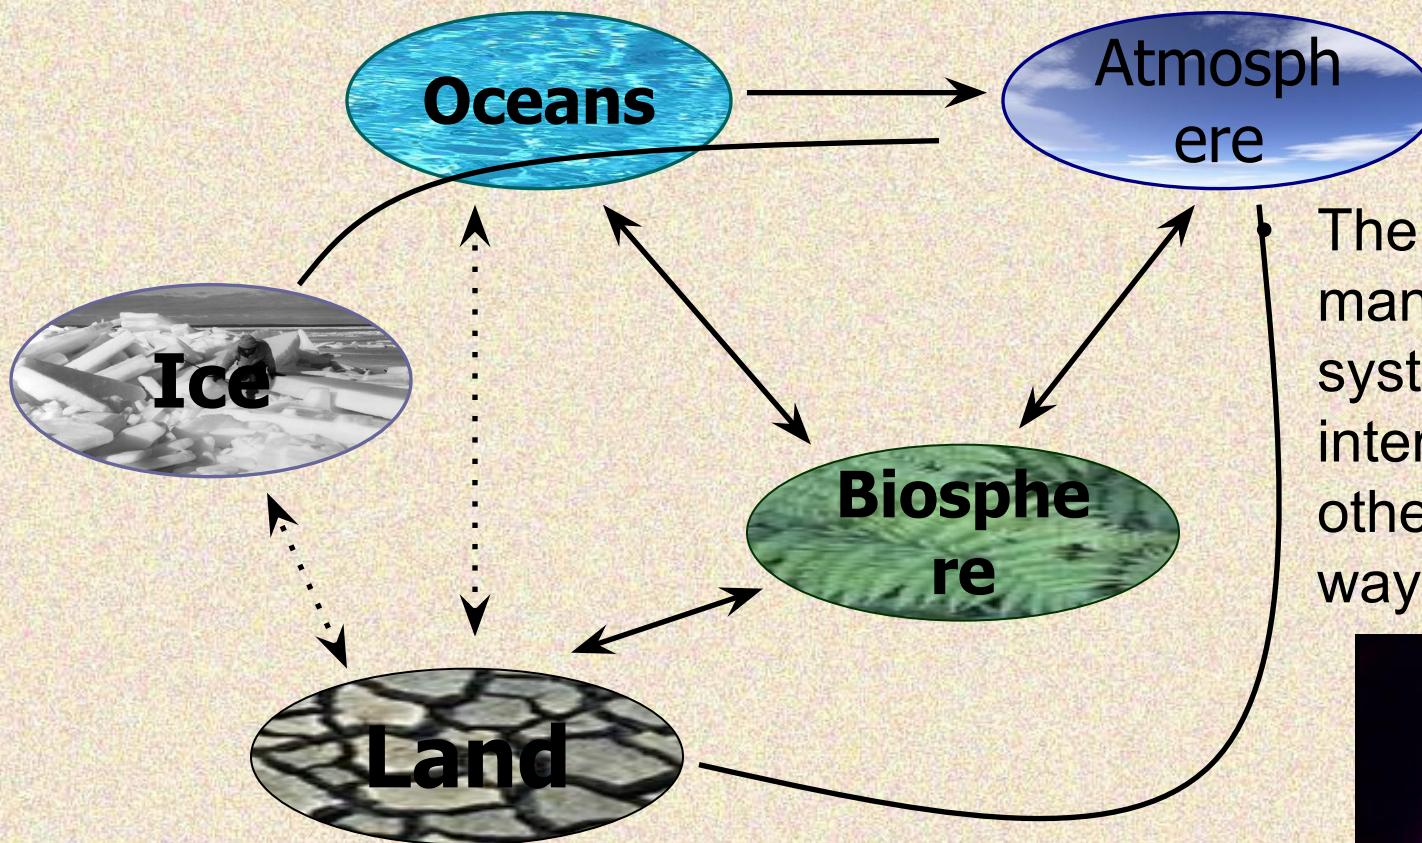 Oceans
Atmosph
ere
Ice
Biosphe
re
Land
• The
man
syst
inter
othe
way